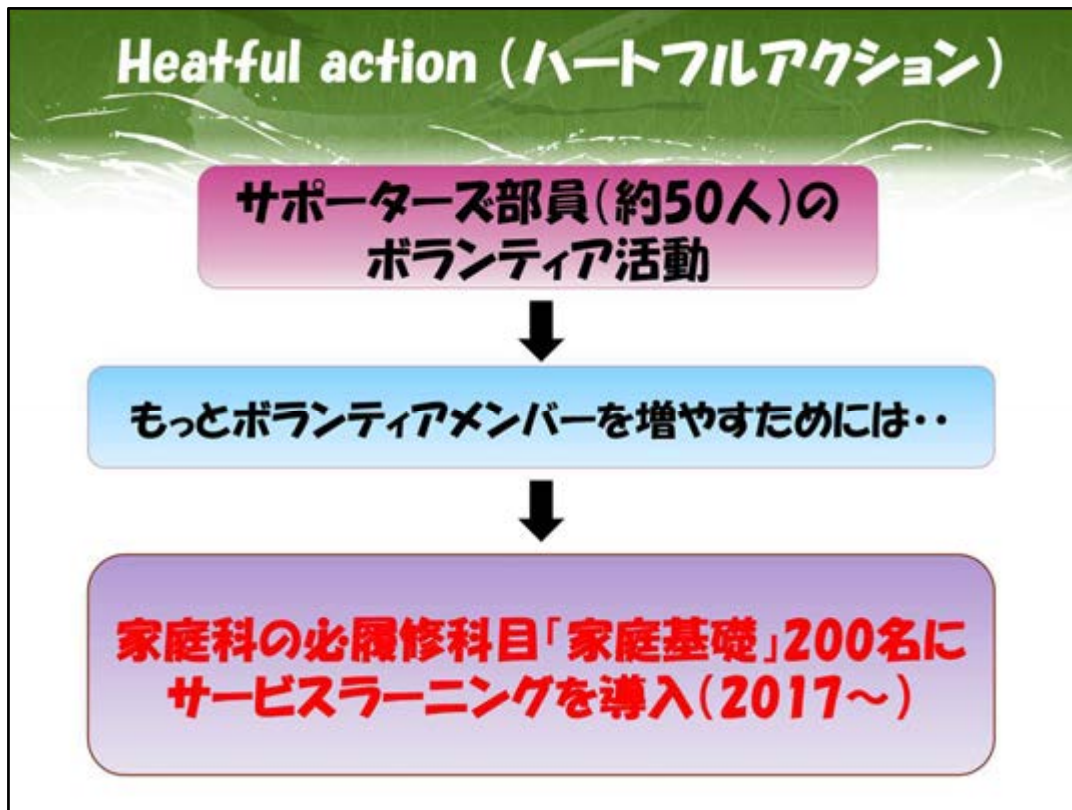 Heatful action（ハートフルアクション）
サポーターズ部員（約50人）の
ボランティア活動
もっとボランティアメンバーを増やすためには‥
家庭科の必履修科目「家庭基礎」200名に
サービスラーニングを導入（2017～）